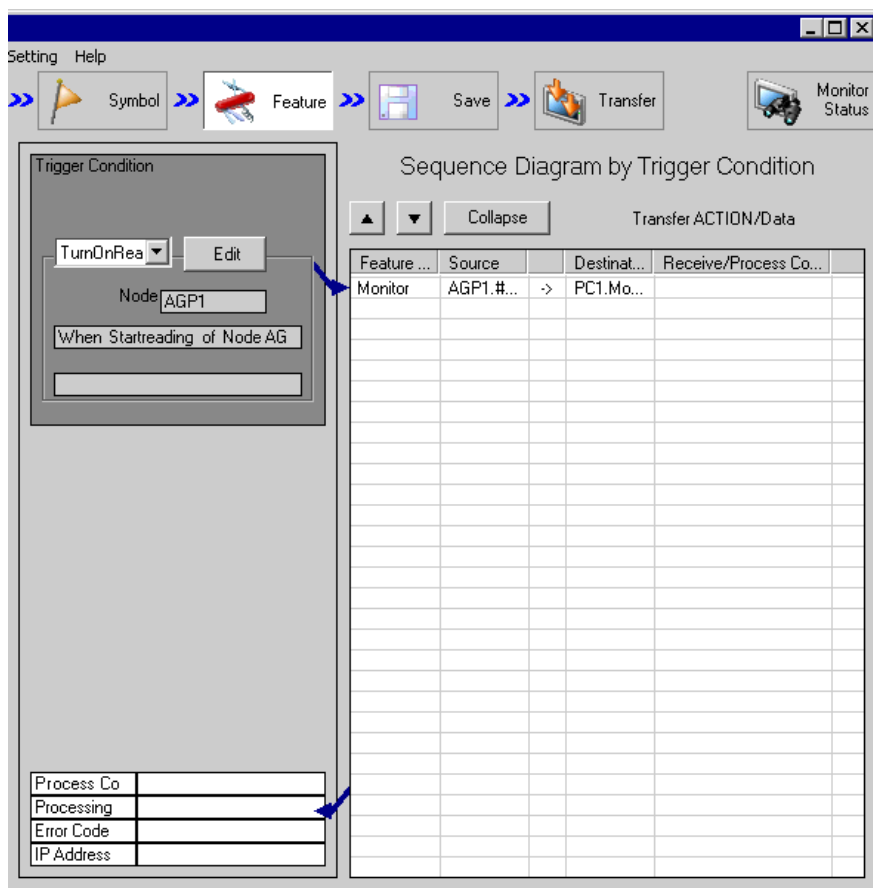 Setting Help
Symbol Feature Save Transfer Monitor Status
Trigger Condition
Sequence Diagram by Trigger Condition
Collapse Transfer ACTION/Data
TurnOnRea Edit
Feature ... Source Destinat... Receive/Process Co...
Monitor AGP1.#... -> PC1.Mo...
Node AGP1
When Startreading of Node AG
Process Co
Processing
Error Code
IP Address